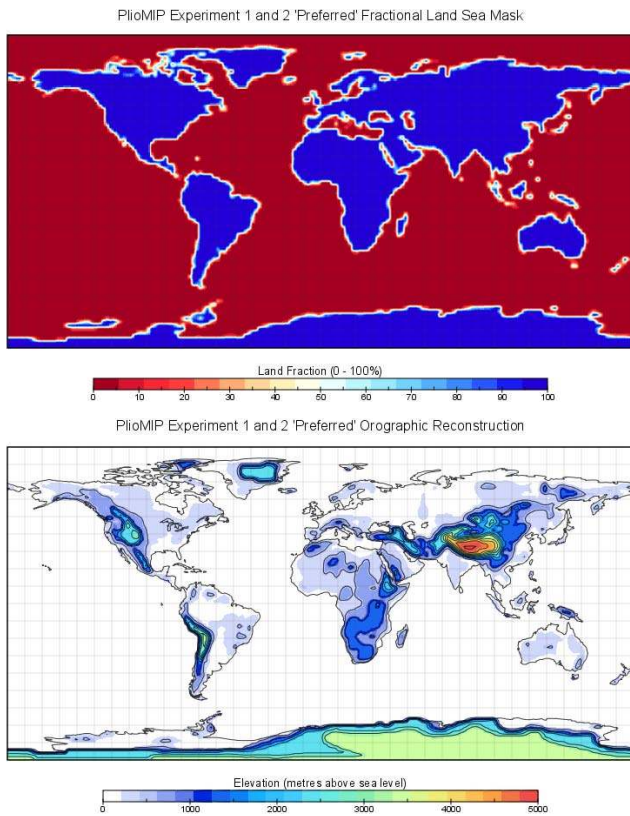 PlioMIP Experiment 1 and 2 'Preferred' Fractional Land Sea Mask
Land Fraction (0 - 100%)
0 10 20 30 40 50 60 70 80 90 100
PlioMIP Experiment 1 and 2 'Preferred' Orographic Reconstruction
Elevation (metres above sea level)
0 1000 2000 3000 4000 5000